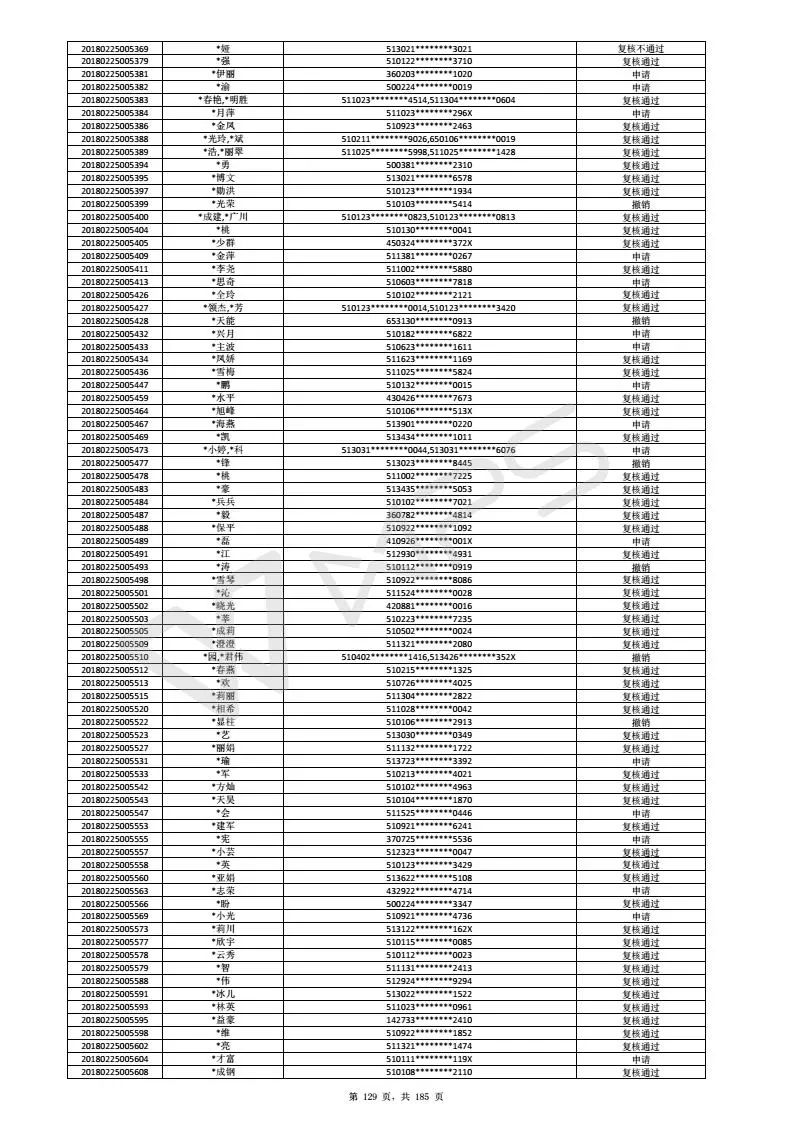 20180225005369 *娅 513021********3021 复核不通过
20180225005379 *强 510122********3710 复核通过
20180225005381 *伊丽 360203********1020 申请
20180225005382 *渝 500224********0019 申请
20180225005383 *春艳,*明胜 511023********4514,511304********0604 复核通过
20180225005384 *月萍 511023********296X 申请
20180225005386 *金凤 510923********2463 复核通过
20180225005388 *光玲,*斌 510211********9026,650106********0019 复核通过
20180225005389 *浩,*丽翠 511025********5998,511025********1428 复核通过
20180225005394 *勇 500381********2310 复核通过
20180225005395 *博文 513021********6578 复核通过
20180225005397 *勖洪 510123********1934 复核通过
20180225005399 *光荣 510103********5414 撤销
20180225005400 *成建,*广川 510123********0823,510123********0813 复核通过
20180225005404 *桃 510130********0041 复核通过
20180225005405 *少群 450324********372X 复核通过
20180225005409 *金萍 511381********0267 申请
20180225005411 *李尧 511002********5880 复核通过
20180225005413 *思奇 510603********7818 申请
20180225005426 *全玲 510102********2121 复核通过
20180225005427 *领杰,*芳 510123********0014,510123********3420 复核通过
20180225005428 *天能 653130********0913 撤销
20180225005432 *兴月 510182********6822 申请
20180225005433 *主波 510623********1611 申请
20180225005434 *凤娇 511623********1169 复核通过
20180225005436 *雪梅 511025********5824 复核通过
20180225005447 *鹏 510132********0015 申请
20180225005459 *水平 430426********7673 复核通过
20180225005464 *旭峰 510106********513X 复核通过
20180225005467 *海燕 513901********0220 申请
20180225005469 *凯 513434********1011 复核通过
20180225005473 *小婷,*科 513031********0044,513031********6076 申请
20180225005477 *锋 513023********8445 撤销
20180225005478 *桃 511002********7225 复核通过
20180225005483 *豪 513435********5053 复核通过
20180225005484 *兵兵 510102********7021 复核通过
20180225005487 *毅 360782********4814 复核通过
20180225005488 *保平 510922********1092 复核通过
20180225005489 *磊 410926********001X 申请
20180225005491 *江 512930********4931 复核通过
20180225005493 *涛 510112********0919 撤销
20180225005498 *雪琴 510922********8086 复核通过
20180225005501 *沁 511524********0028 复核通过
20180225005502 *晓光 420881********0016 复核通过
20180225005503 *莘 510223********7235 复核通过
20180225005505 *成莉 510502********0024 复核通过
20180225005509 *澄澄 511321********2080 复核通过
20180225005510 *园,*君伟 510402********1416,513426********352X 撤销
20180225005512 *春燕 510215********1325 复核通过
20180225005513 *欢 510726********4025 复核通过
20180225005515 *莉丽 511304********2822 复核通过
20180225005520 *相希 511028********0042 复核通过
20180225005522 *显柱 510106********2913 撤销
20180225005523 *艺 513030********0349 复核通过
20180225005527 *丽娟 511132********1722 复核通过
20180225005531 *瑜 513723********3392 申请
20180225005533 *军 510213********4021 复核通过
20180225005542 *方灿 510102********4963 复核通过
20180225005543 *天昊 510104********1870 复核通过
20180225005547 *会 511525********0446 申请
20180225005553 *建军 510921********6241 复核通过
20180225005555 *宪 370725********5536 申请
20180225005557 *小芸 512323********0047 复核通过
20180225005558 *英 510123********3429 复核通过
20180225005560 *亚娟 513622********5108 复核通过
20180225005563 *志荣 432922********4714 申请
20180225005566 *盼 500224********3347 复核通过
20180225005569 *小光 510921********4736 申请
20180225005573 *莉川 513122********162X 复核通过
20180225005577 *欣宇 510115********0085 复核通过
20180225005578 *云秀 510112********0023 复核通过
20180225005579 *智 511131********2413 复核通过
20180225005588 *伟 512924********9294 复核通过
20180225005591 *冰儿 513022********1522 复核通过
20180225005593 *林英 511023********0961 复核通过
20180225005595 *益豪 142733********2410 复核通过
20180225005598 *维 510922********1852 复核通过
20180225005602 *亮 511321********1474 复核通过
20180225005604 *才富 510111********119X 申请
20180225005608 *成钢 510108********2110 复核通过
第 129 页，共 185 页